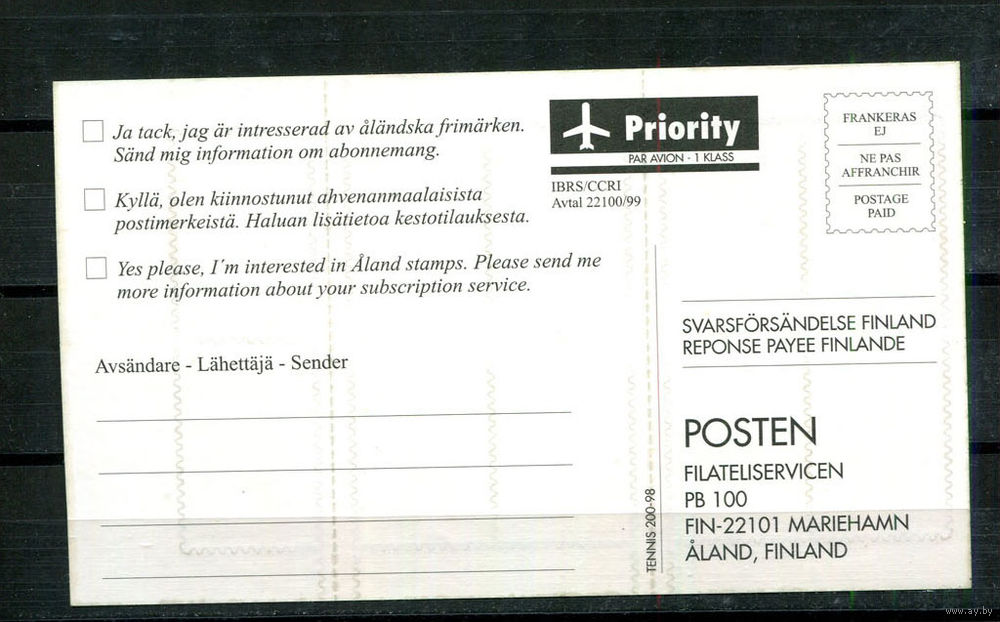 Ja tack, jag är intresserad av åländska frimärken.
Sänd mig information om abonnemang.
Kyllä, olen kiinnostunut ahvenanmaalaisista
postimerkeistä. Haluan lisätietoa kestotilauksesta.
Yes please, I´m interested in Åland stamps. Please send me
more information about your subscription service.
Avsändare - Lähettäjä - Sender
Priority
PAR AVION - 1 KLASS
IBRS/CCRI
Avtal 22100/99
FRANKERAS
EJ
NE PAS
AFFRANCHIR
POSTAGE
PAID
SVARSFÖRSÄNDELSE FINLAND
REPONSE PAYEE FINLANDE
POSTEN
FILATELISERVICEN
PB 100
FIN-22101 MARIEHAMN
ÅLAND, FINLAND
TENNIS 200-98
www.ay.by